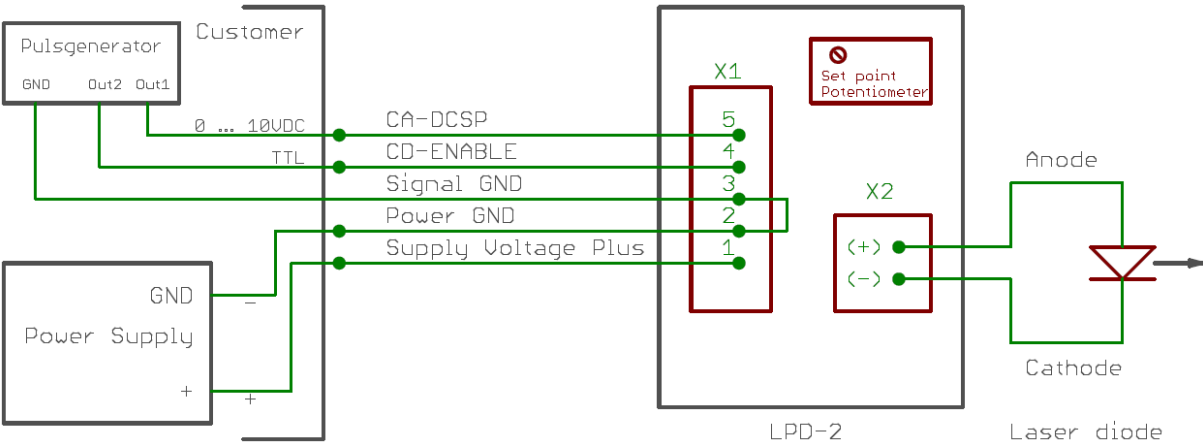 Customer
Pulsgenerator
GND Out2 Out1
0 ... 10VDC
TTL
CA-DCSP
CD-ENABLE
Signal GND
Power GND
Supply Voltage Plus
GND
-
Power Supply
+
+
X1
5
4
3
2
1
Set point
Potentiometer
X2
(+)
(-)
LPD-2
Anode
Cathode
Laser diode